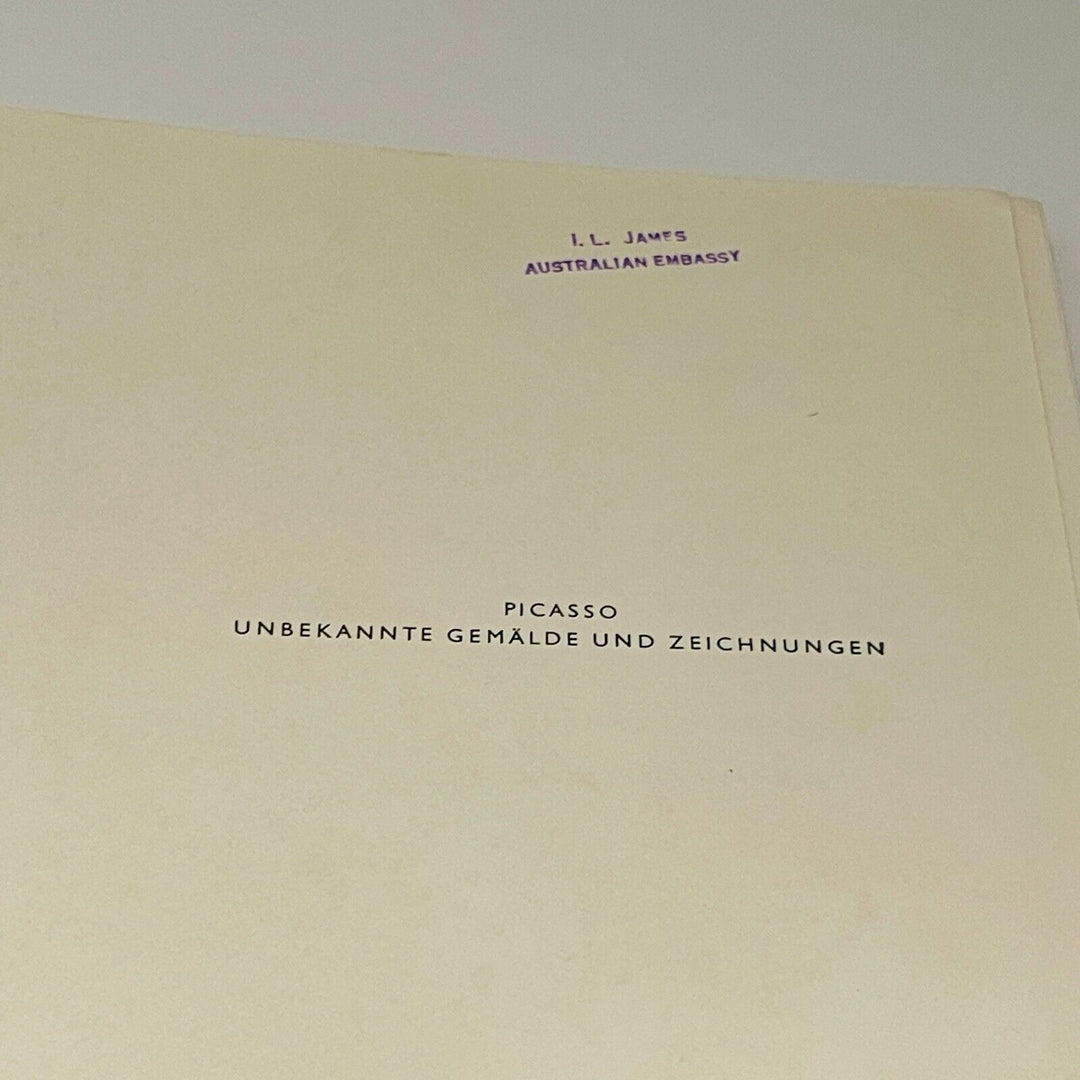 I. L. JAMES
AUSTRALIAN EMBASSY
PICASSO
UNBEKANNTE GEMÄLDE UND ZEICHNUNGEN